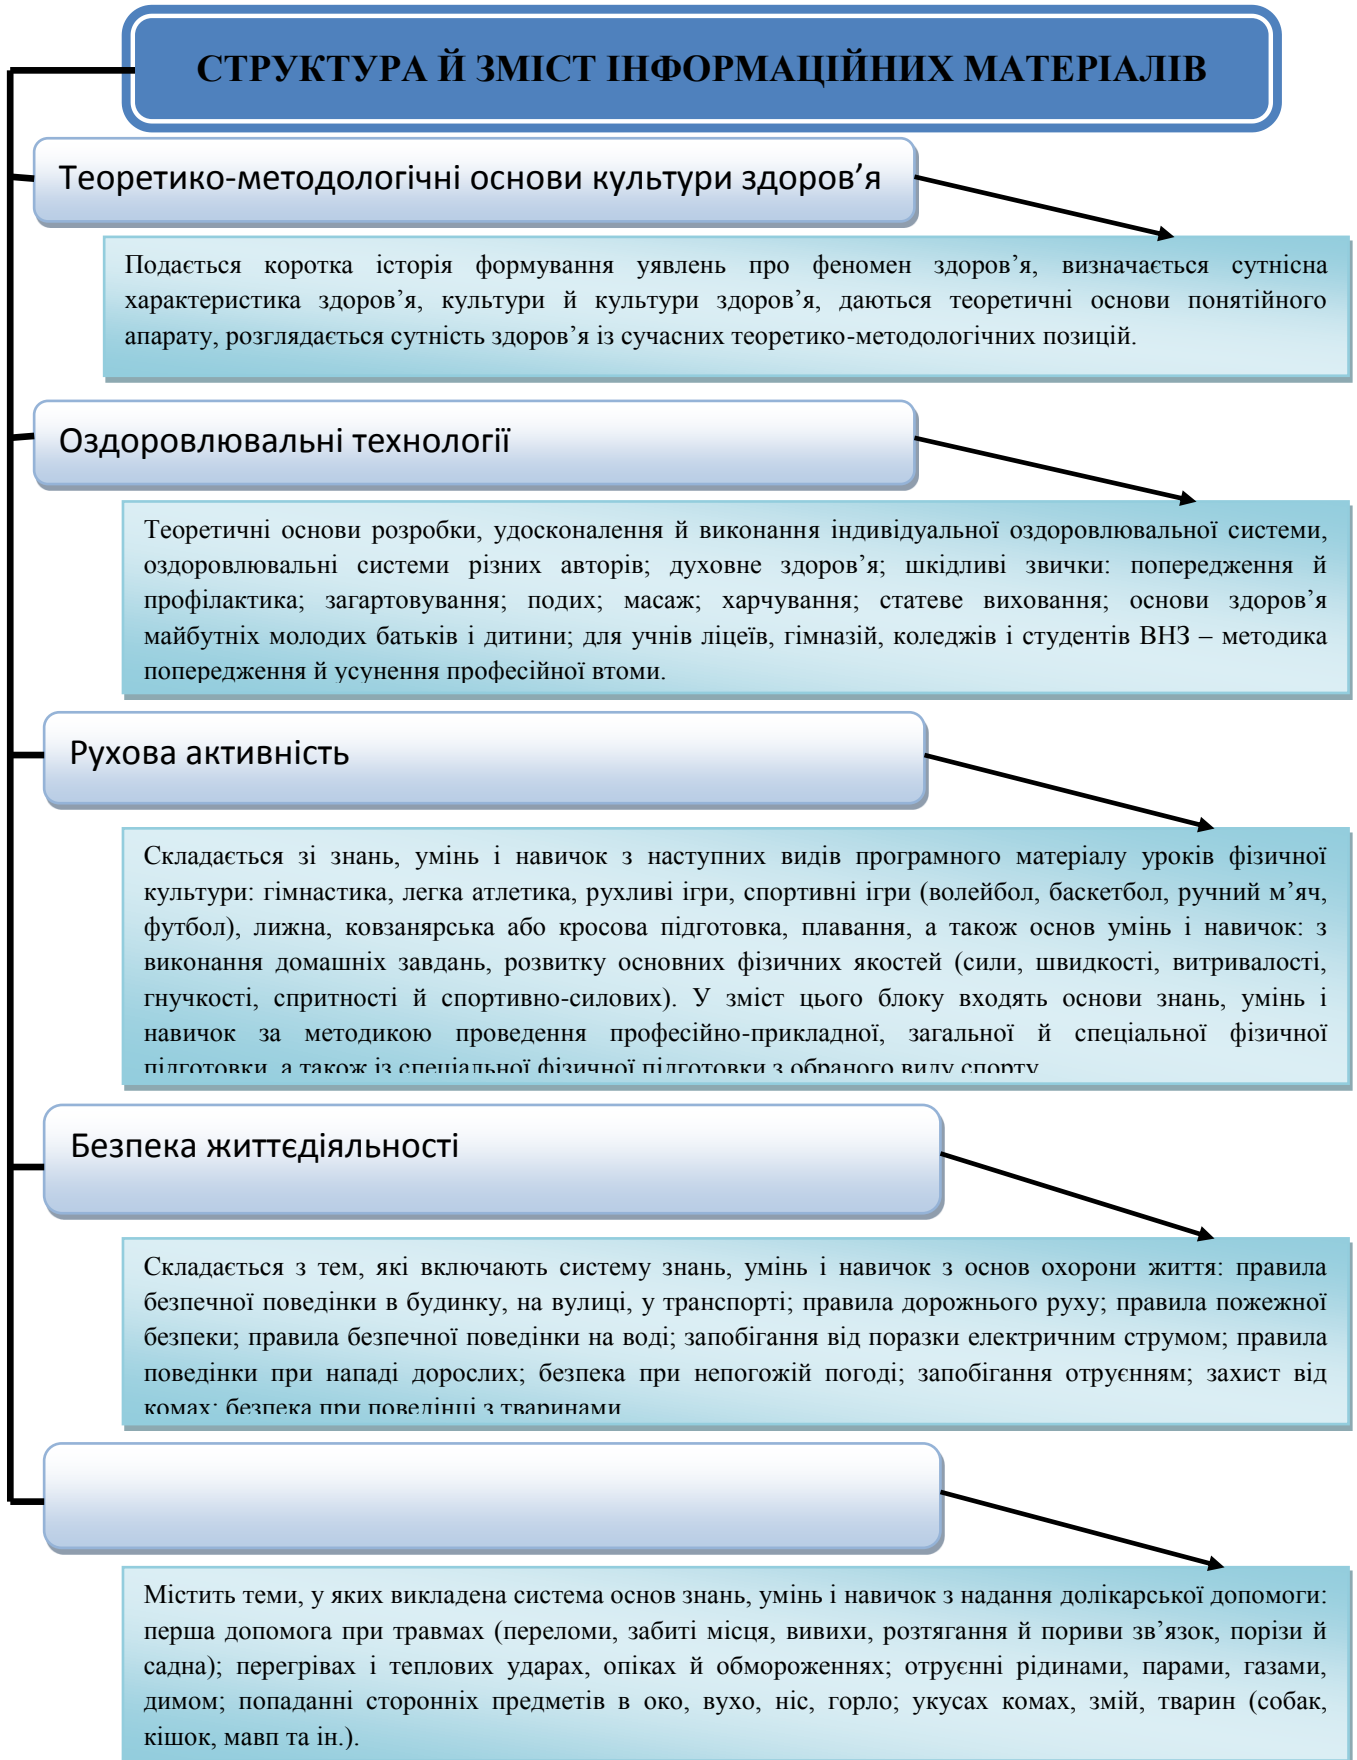 СТРУКТУРА Й ЗМІСТ ІНФОРМАЦІЙНИХ МАТЕРІАЛІВ
Теоретико-методологічні основи культури здоров’я
Подається коротка історія формування уявлень про феномен здоров’я, визначається сутнісна
характеристика здоров’я, культури й культури здоров’я, даються теоретичні основи понятійного
апарату, розглядається сутність здоров’я із сучасних теоретико-методологічних позицій.
Оздоровлювальні технології
Теоретичні основи розробки, удосконалення й виконання індивідуальної оздоровлювальної системи,
оздоровлювальні системи різних авторів; духовне здоров’я; шкідливі звички: попередження й
профілактика; загартовування; подих; масаж; харчування; статеве виховання; основи здоров’я
майбутніх молодих батьків і дитини; для учнів ліцеїв, гімназій, коледжів і студентів ВНЗ – методика
попередження й усунення професійної втоми.
Рухова активність
Складається зі знань, умінь і навичок з наступних видів програмного матеріалу уроків фізичної
культури: гімнастика, легка атлетика, рухливі ігри, спортивні ігри (волейбол, баскетбол, ручний м’яч,
футбол), лижна, ковзанярська або кросова підготовка, плавання, а також основ умінь і навичок: з
виконання домашніх завдань, розвитку основних фізичних якостей (сили, швидкості, витривалості,
гнучкості, спритності й спортивно-силових). У зміст цього блоку входять основи знань, умінь і
навичок за методикою проведення професійно-прикладної, загальної й спеціальної фізичної
підготовки, а також із спеціальної фізичної підготовки з обраного виду спорту
Безпека життєдіяльності
Складається з тем, які включають систему знань, умінь і навичок з основ охорони життя: правила
безпечної поведінки в будинку, на вулиці, у транспорті; правила дорожнього руху; правила пожежної
безпеки; правила безпечної поведінки на воді; запобігання від поразки електричним струмом; правила
поведінки при нападі дорослих; безпека при непогожій погоді; запобігання отруєнням; захист від
комах; безпека при поведінці з тваринами
Містить теми, у яких викладена система основ знань, умінь і навичок з надання долікарської допомоги:
перша допомога при травмах (переломи, забиті місця, вивихи, розтягання й пориви зв’язок, порізи й
садна); перегрівах і теплових ударах, опіках й обмороженнях; отруєнні рідинами, парами, газами,
димом; попаданні сторонніх предметів в око, вухо, ніс, горло; укусах комах, змій, тварин (собак,
кішок, мавп та ін.).